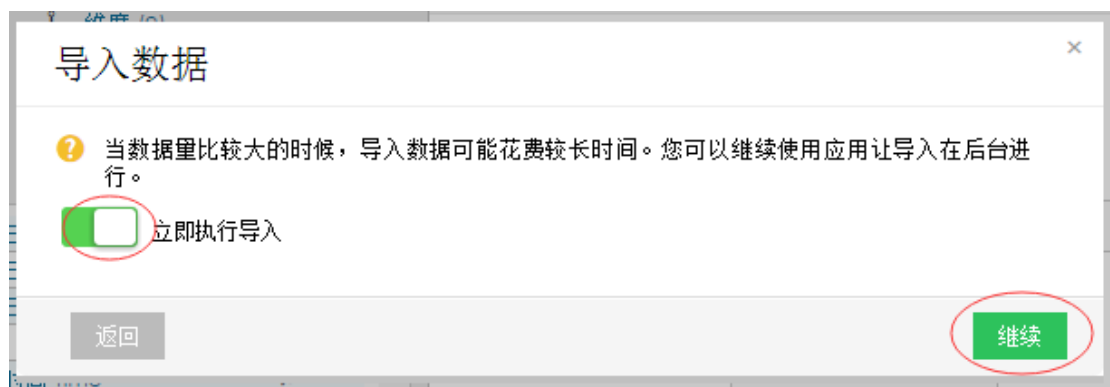 导入数据
×
当数据量比较大的时候，导入数据可能花费较长时间。您可以继续使用应用让导入在后台进
行。
立即执行导入
返回
继续